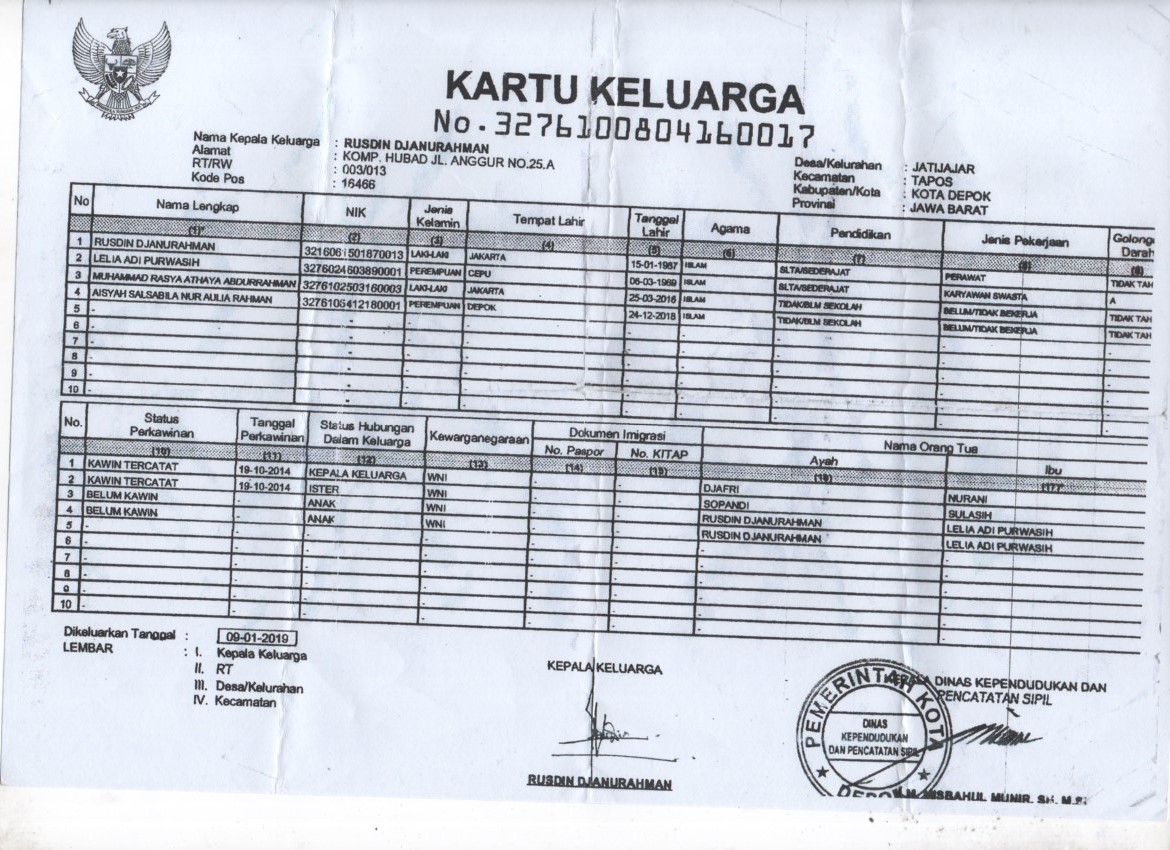 KARTU KELUARGA
No. 3276100804160017
Nama Kepala Keluarga : RUSDIN DJANURAHMAN
Alamat : KOMP. HUBAD JL. ANGGUR NO.25.A
RT/RW : 003/013
Kode Pos : 16466
Desa/Kelurahan : JATIJAJAR
Kecamatan : TAPOS
Kabupaten/Kota : KOTA DEPOK
Provinsi : JAWA BARAT
No Nama Lengkap NIK Jenis Kelamin Tempat Lahir Tanggal Lahir Agama Pendidikan Jenis Pekerjaan Golong Darah
(1) (2) (3) (4) (5) (6) (7) (8) (9)
1 RUSDIN DJANURAHMAN 3216061501870013 LAKI-LAKI JAKARTA 15-01-1987 ISLAM SLTA/SEDERAJAT PERAWAT TIDAK TAH
2 LELIA ADI PURWASIH 3276024603890001 PEREMPUAN CEPU 06-03-1989 ISLAM SLTA/SEDERAJAT KARYAWAN SWASTA A
3 MUHAMMAD RASYA ATHAYA ABDURRAHMAN 3276102503160003 LAKI-LAKI JAKARTA 25-03-2016 ISLAM TIDAK/BLM SEKOLAH BELUM/TIDAK BEKERJA TIDAK TAH
4 AISYAH SALSABILA NUR AULIA RAHMAN 3276106412180001 PEREMPUAN DEPOK 24-12-2018 ISLAM TIDAK/BLM SEKOLAH BELUM/TIDAK BEKERJA TIDAK TAH
5 -
6 -
7 -
8 -
9 -
10 -
No. Status Perkawinan Tanggal Perkawinan Status Hubungan Dalam Keluarga Kewarganegaraan Dokumen Imigrasi Nama Orang Tua
No. Paspor No. KITAP Ayah Ibu
(10) (11) (12) (13) (14) (15) (16) (17)
1 KAWIN TERCATAT 19-10-2014 KEPALA KELUARGA WNI DJAFRI NURANI
2 KAWIN TERCATAT 19-10-2014 ISTER WNI SOPANDI SULASIH
3 BELUM KAWIN ANAK WNI RUSDIN DJANURAHMAN LELIA ADI PURWASIH
4 BELUM KAWIN ANAK WNI RUSDIN DJANURAHMAN LELIA ADI PURWASIH
5 -
6 -
7 -
8 -
9 -
10 -
Dikeluarkan Tanggal : 09-01-2019
LEMBAR : I. Kepala Keluarga
II. RT
III. Desa/Kelurahan
IV. Kecamatan
KEPALA KELUARGA
RUSDIN DJANURAHMAN
DINAS KEPENDUDUKAN DAN
PENCATATAN SIPIL
PEMERINTAH KOTA
DINAS
KEPENDUDUKAN
DAN PENCATATAN SIPIL
DEPOK
MISBAHUL MUNIR, SH, M.Si